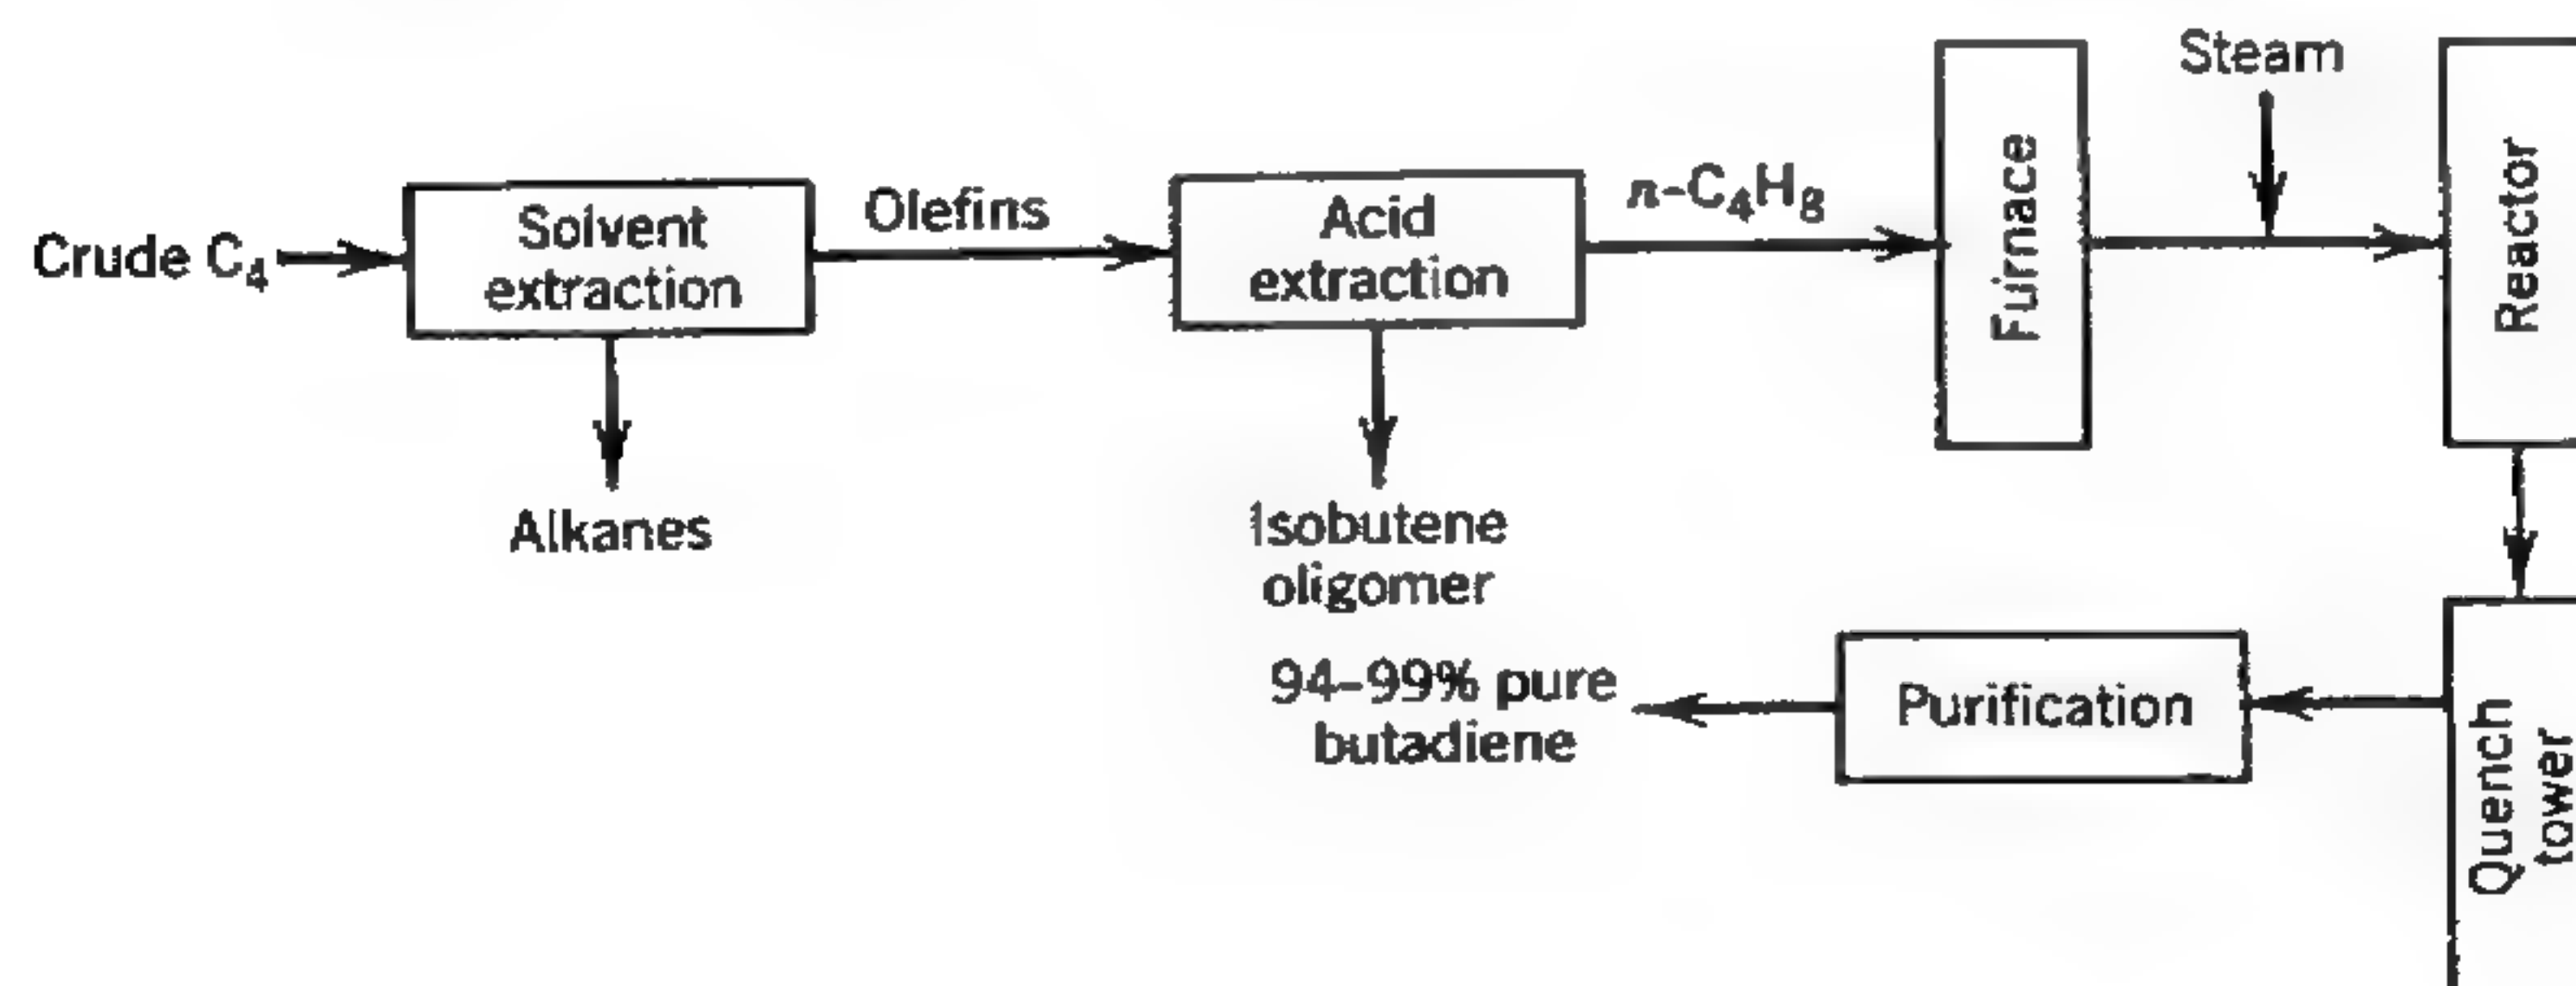 Steam
Crude C₄
Solvent
extraction
Olefins
Acid
extraction
n-C₄H₈
Furnace
Reactor
Alkanes
Isobutene
oligomer
94–99% pure
butadiene
Purification
Quench
tower